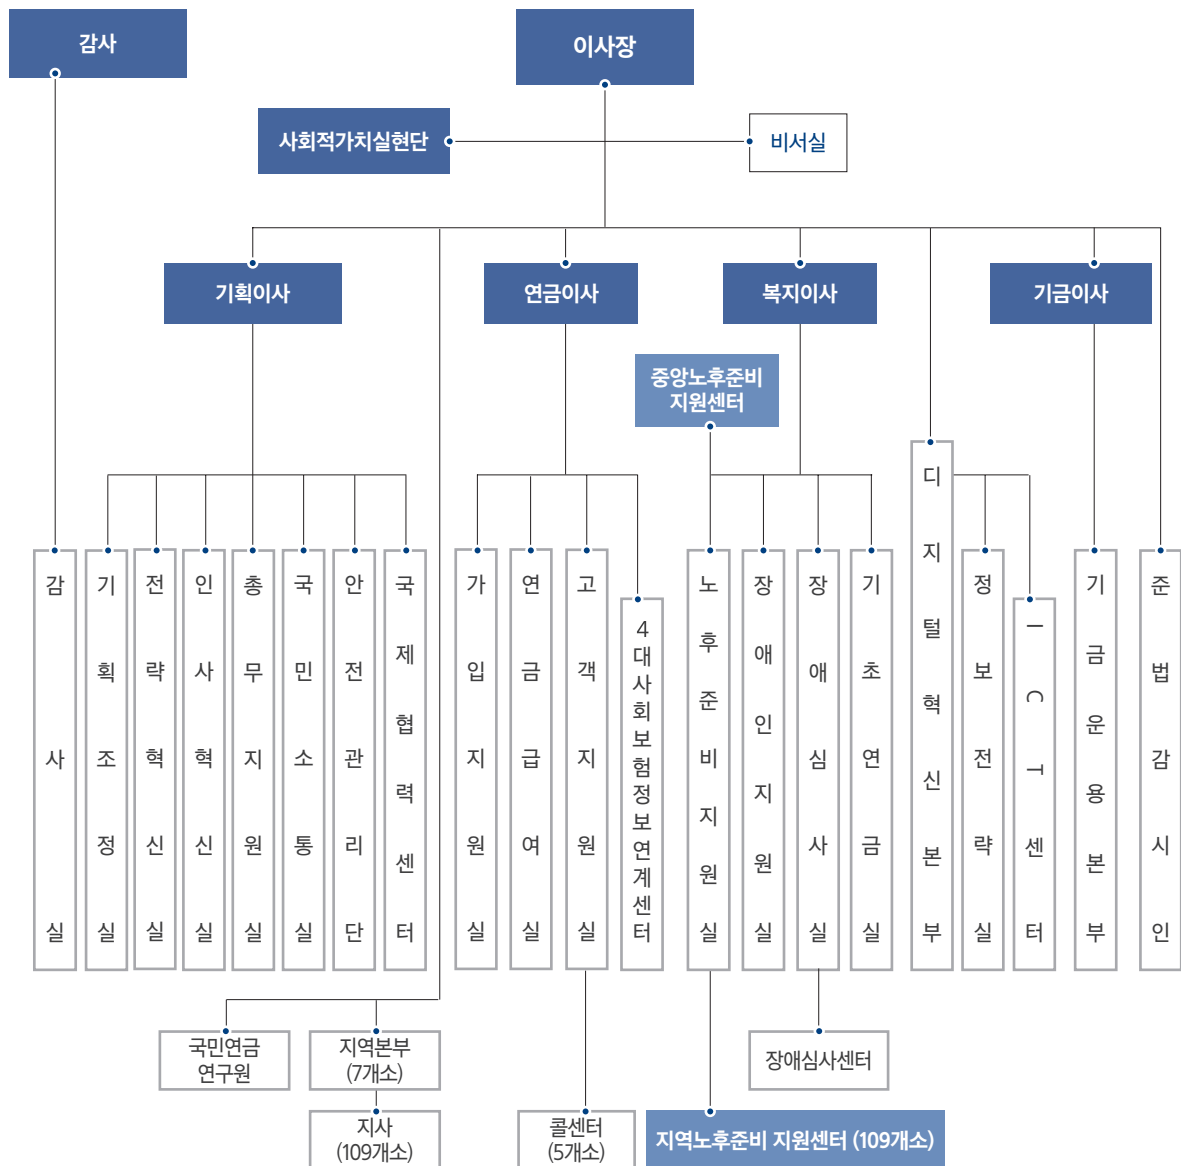 감사
이사장
사회적가치실현단
비서실
기획이사
연금이사
복지이사
기금이사
중앙노후준비
지원센터
감사실
기획조정실
전략혁신실
인사혁신실
총무지원실
국민소통실
안전관리단
국제협력센터
가입지원실
연금급여실
고객지원실
4대사회보험정보연계센터
노후준비지원실
장애인지원실
장애심사실
기초연금실
디지털혁신본부
정보전략실
ICT센터
기금운용본부
준법감시인
국민연금
연구원
지역본부
(7개소)
장애심사센터
지사
(109개소)
콜센터
(5개소)
지역노후준비 지원센터 (109개소)